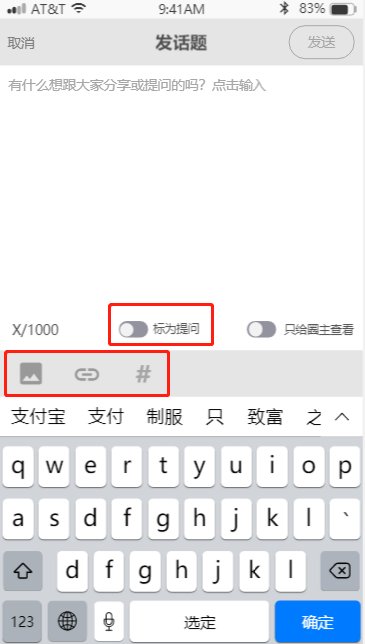 AT&T 9:41AM 83%
取消 发话题 发送
有什么想跟大家分享或提问的吗？点击输入
X/1000 标为提问 只给圈主查看
#
支付宝 支付 制服 只 致富 之
q w e r t y u i o p
a s d f g h j k l `
d f g h j k l
123 选定 确定